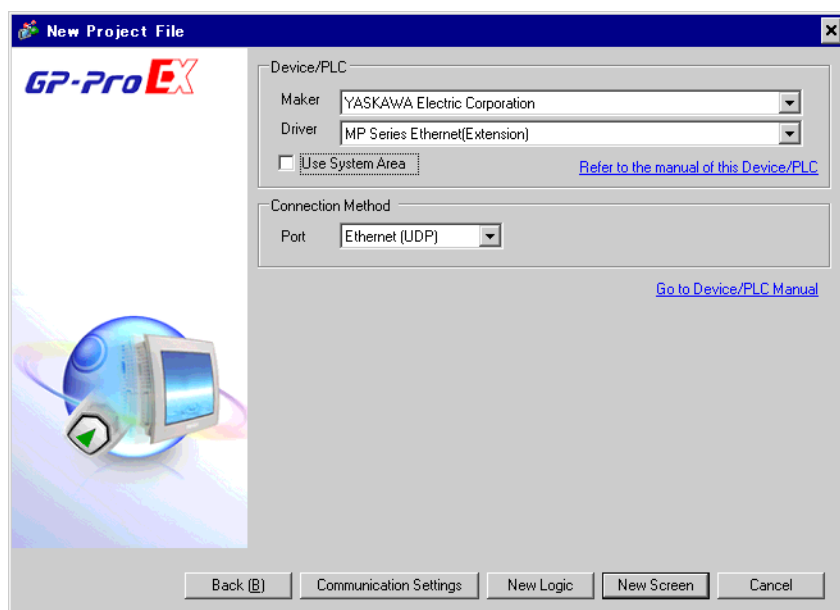 New Project File
GP-Pro EX
Device/PLC
Maker YASKAWA Electric Corporation
Driver MP Series Ethernet(Extension)
Use System Area
Refer to the manual of this Device/PLC
Connection Method
Port Ethernet (UDP)
Go to Device/PLC Manual
Back (B) Communication Settings New Logic New Screen Cancel